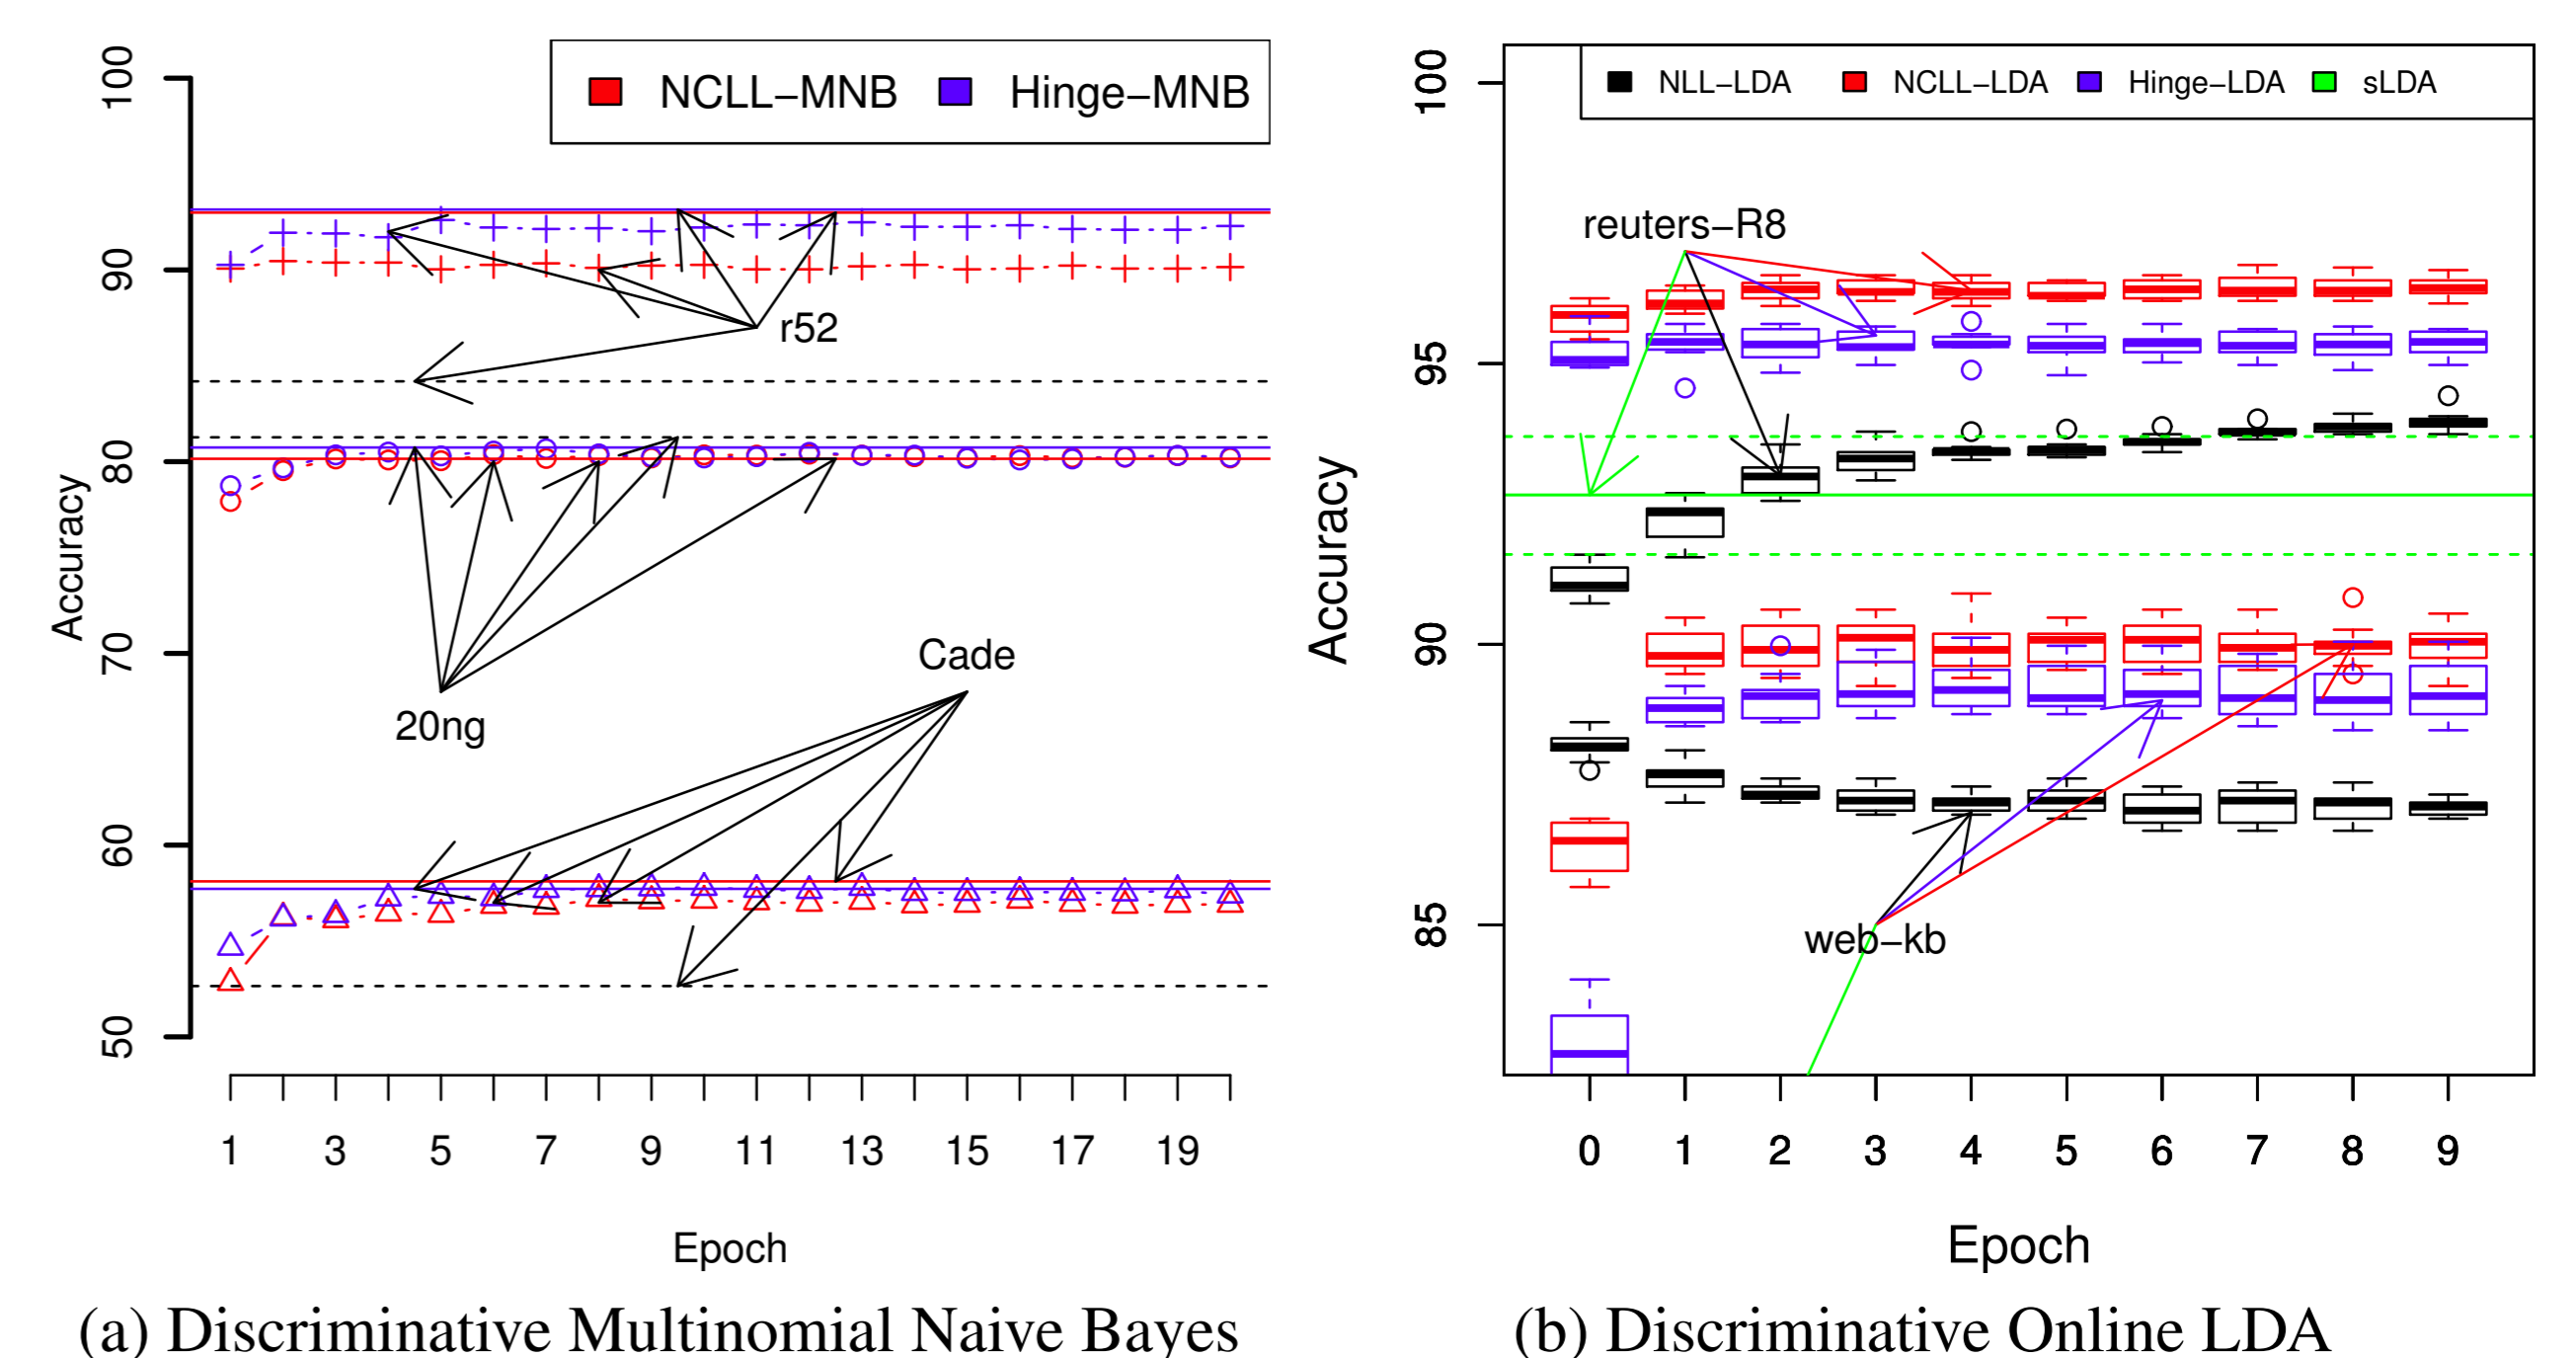 NCLL−MNB Hinge−MNB
100
90
80
70
60
50
Accuracy
r52
20ng
Cade
1 3 5 7 9 11 13 15 17 19
Epoch
(a) Discriminative Multinomial Naive Bayes
NLL−LDA NCLL−LDA Hinge−LDA sLDA
100
95
90
85
Accuracy
reuters−R8
web−kb
0 1 2 3 4 5 6 7 8 9
Epoch
(b) Discriminative Online LDA